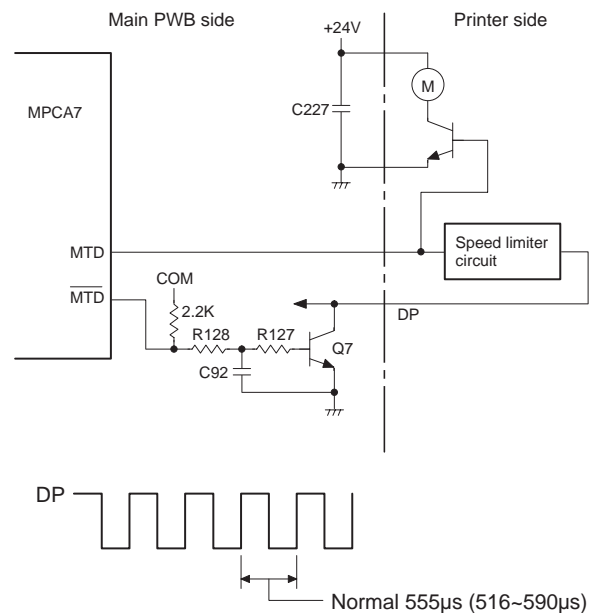 Main PWB side
Printer side
+24V
M
MPCA7
C227
MTD
Speed limiter
circuit
COM
MTD
2.2K
DP
R128
R127
Q7
C92
DP
Normal 555µs (516~590µs)